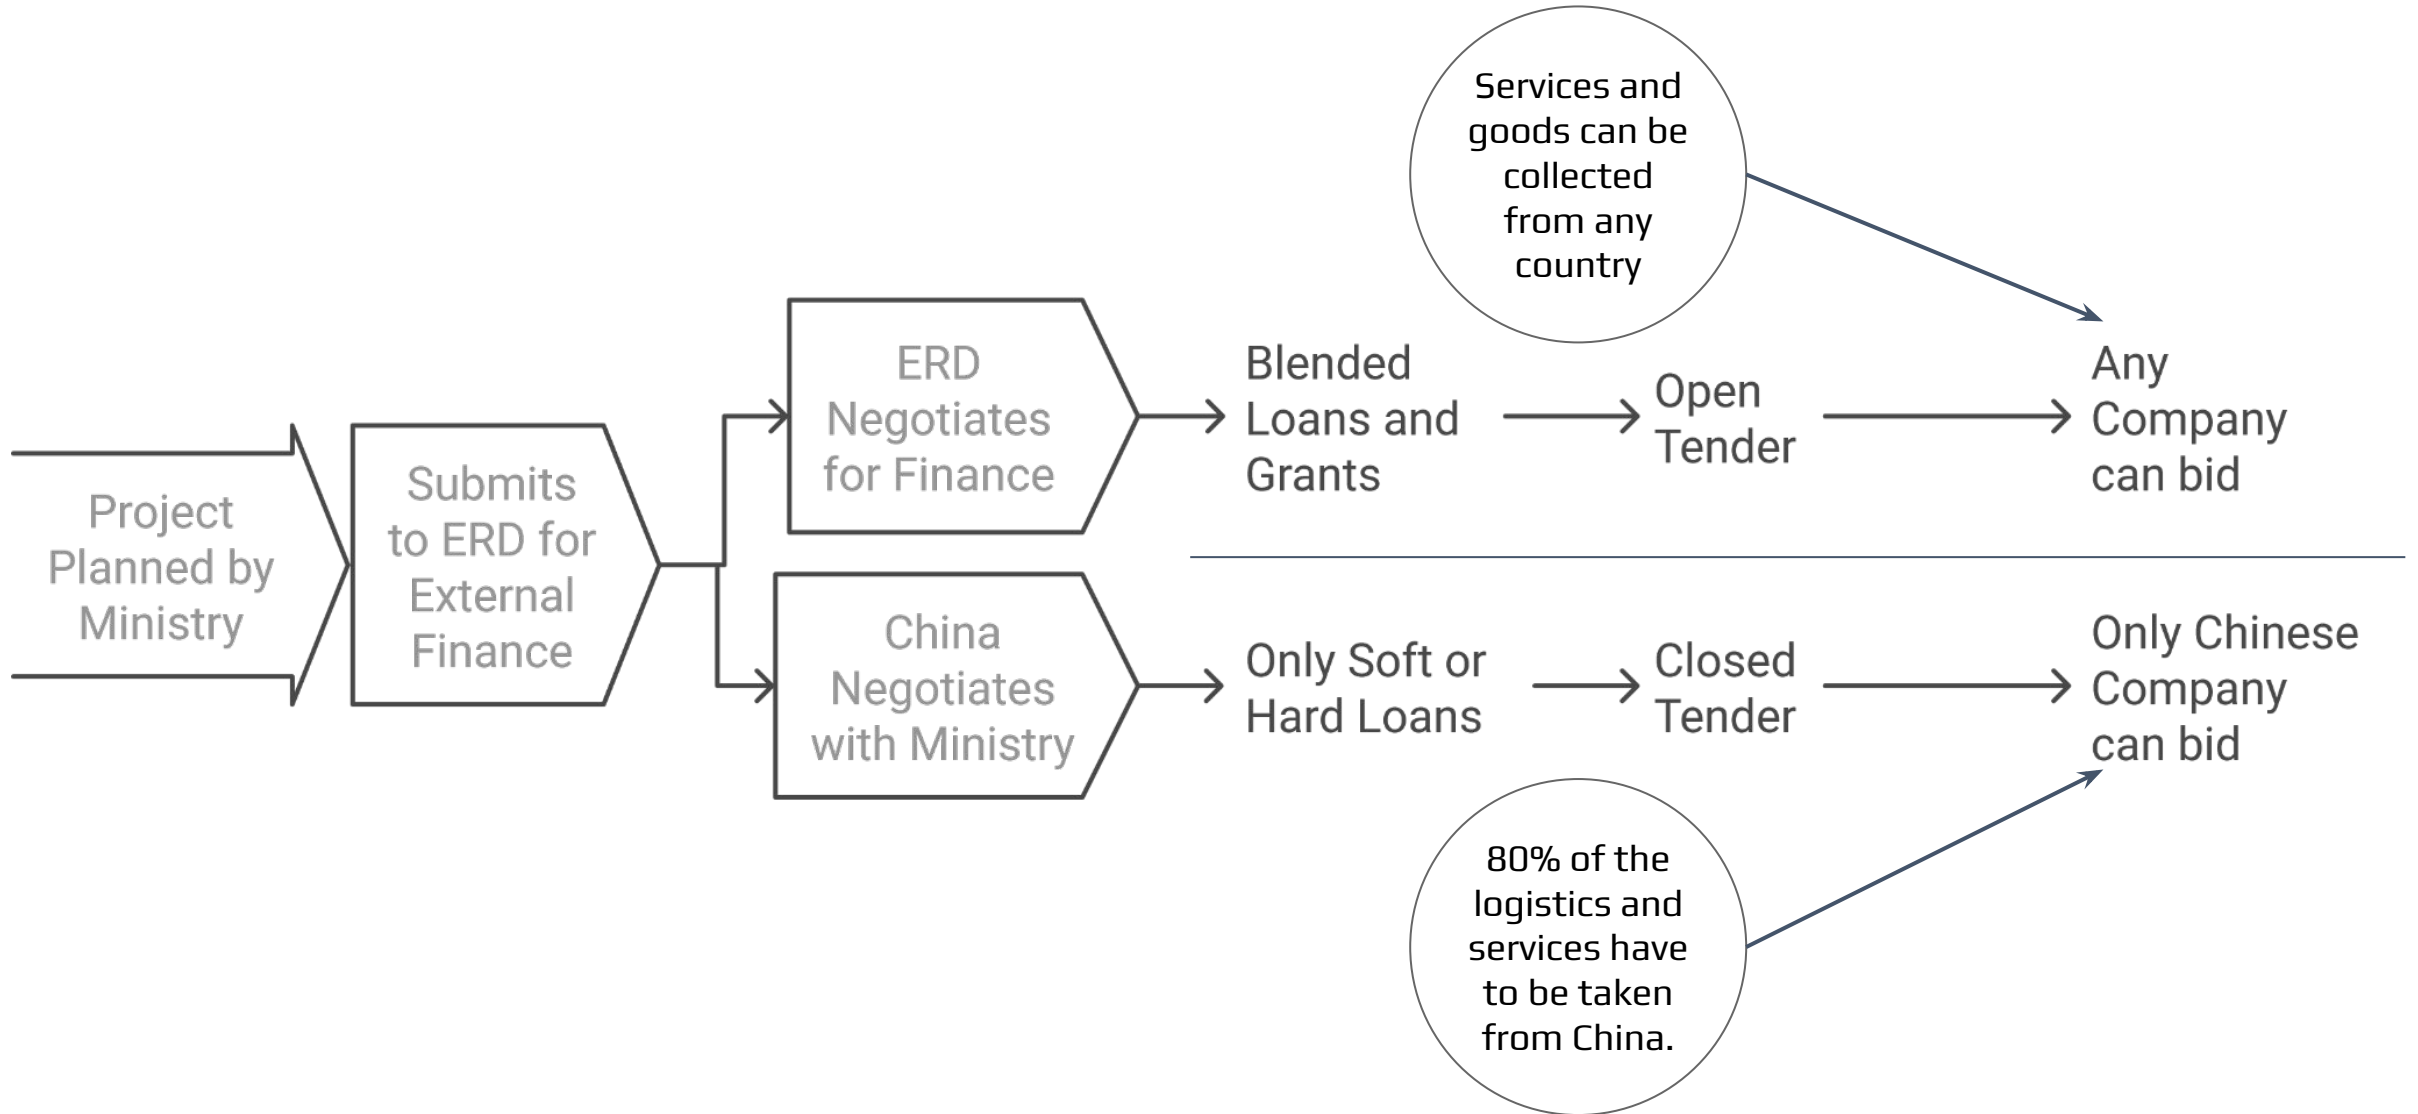 Services and
goods can be
collected
from any
country
Project
Planned by
Ministry
Submits
to ERD for
External
Finance
ERD
Negotiates
for Finance
Blended
Loans and
Grants
Open
Tender
Any
Company
can bid
China
Negotiates
with Ministry
Only Soft or
Hard Loans
Closed
Tender
Only Chinese
Company
can bid
80% of the
logistics and
services have
to be taken
from China.